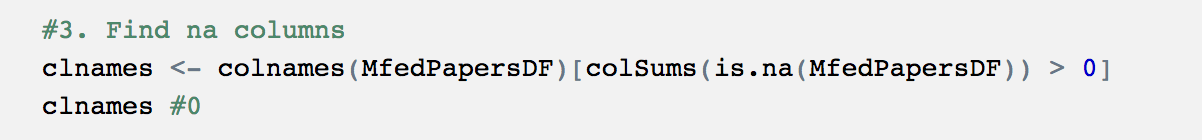 #3. Find na columns
clnames <- colnames(MfedPapersDF)[colSums(is.na(MfedPapersDF)) > 0]
clnames #0